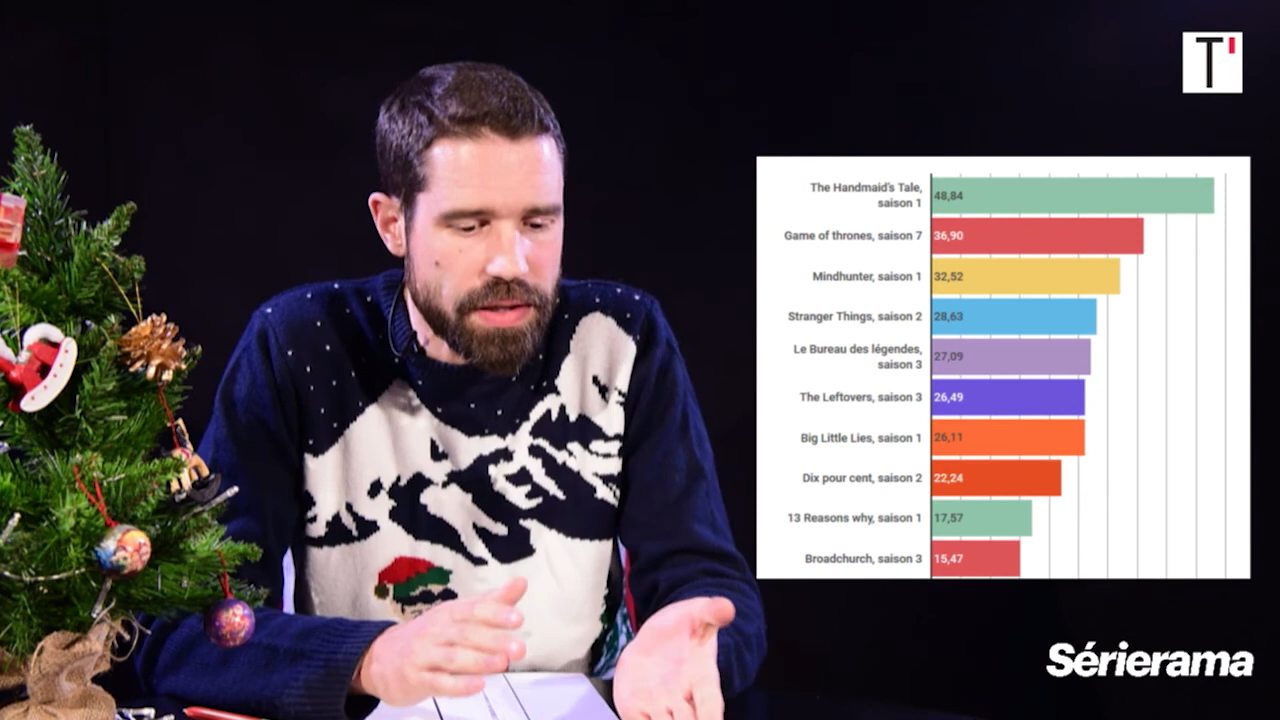 T'
The Handmaid's Tale,
saison 1
48,84
Game of thrones, saison 7
36,90
Mindhunter, saison 1
32,52
Stranger Things, saison 2
28,63
Le Bureau des légendes,
saison 3
27,09
The Leftovers, saison 3
26,49
Big Little Lies, saison 1
26,11
Dix pour cent, saison 2
22,24
13 Reasons why, saison 1
17,57
Broadchurch, saison 3
15,47
Sérierama